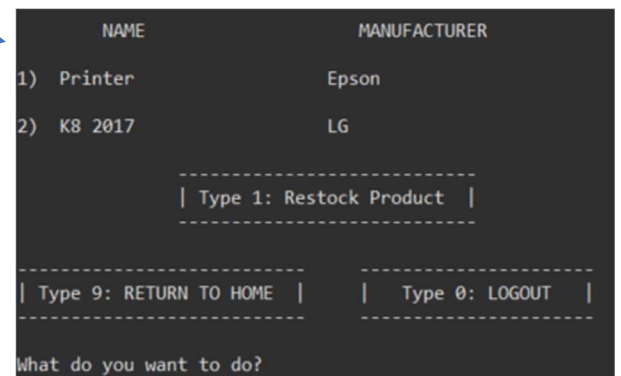 NAME MANUFACTURER
1) Printer Epson
2) K8 2017 LG
----------------------------
| Type 1: Restock Product |
----------------------------
--------------------------- ----------------------
| Type 9: RETURN TO HOME | | Type 0: LOGOUT |
--------------------------- ----------------------
What do you want to do?